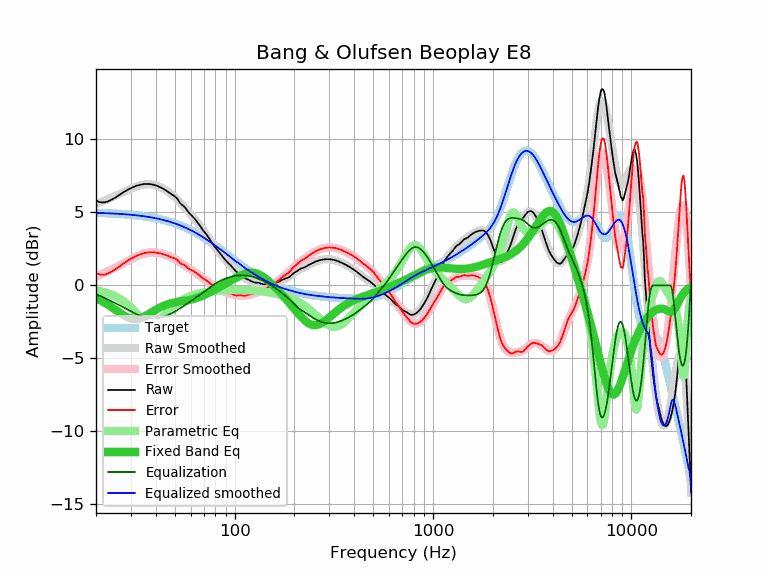 Bang & Olufsen Beoplay E8
Amplitude (dBr)
10
5
0
−5
−10
−15
Target
Raw Smoothed
Error Smoothed
Raw
Error
Parametric Eq
Fixed Band Eq
Equalization
Equalized smoothed
100
1000
10000
Frequency (Hz)